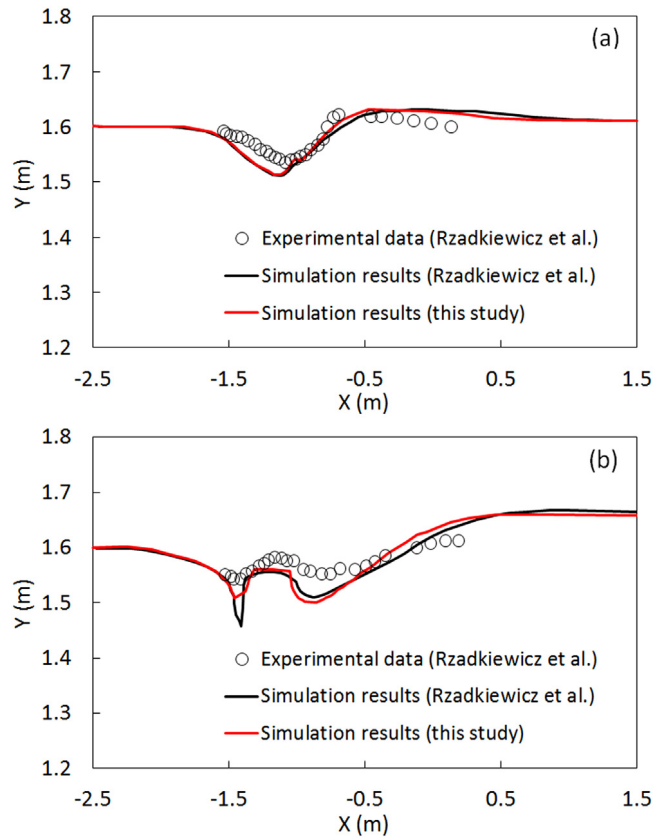 1.8
(a)
1.7
1.6
Y (m)
1.5
1.4
Experimental data (Rzadkiewicz et al.)
Simulation results (Rzadkiewicz et al.)
1.3
Simulation results (this study)
1.2
-2.5
-1.5
-0.5
0.5
1.5
X (m)
1.8
(b)
1.7
1.6
Y (m)
1.5
1.4
Experimental data (Rzadkiewicz et al.)
Simulation results (Rzadkiewicz et al.)
1.3
Simulation results (this study)
1.2
-2.5
-1.5
-0.5
0.5
1.5
X (m)